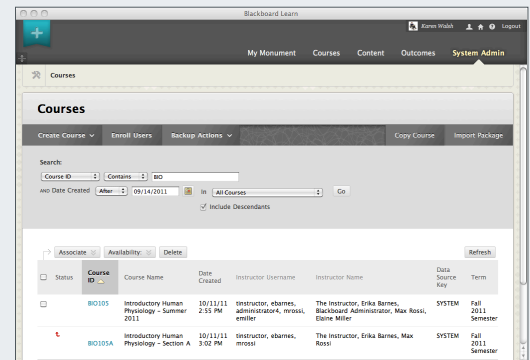 Blackboard Learn
Karen Walsh Logout
My Monument Courses Content Outcomes System Admin
Courses
Courses
Create Course Enroll Users Backup Actions Copy Course Import Package
Search:
Course ID Contains BIO
AND Date Created After 09/14/2011 in All Courses Go
Include Descendants
Associate Availability: Delete Refresh
Status Course ID Course Name Date Created Instructor Username Instructor Name Data Source Key Term
BIO105 Introductory Human 10/11/11 tinstructor, ebarnes, The Instructor, Erika Barnes, SYSTEM Fall
Physiology - Summer 2:55 PM administrator4, mrossi, Blackboard Administrator, Max Rossi, 2011
2011 emiller Elaine Miller Semester
BIO105A Introductory Human 10/11/11 tinstructor, ebarnes, The Instructor, Erika Barnes, Max SYSTEM Fall
Physiology - Section A 3:02 PM mrossi Rossi 2011
Semester